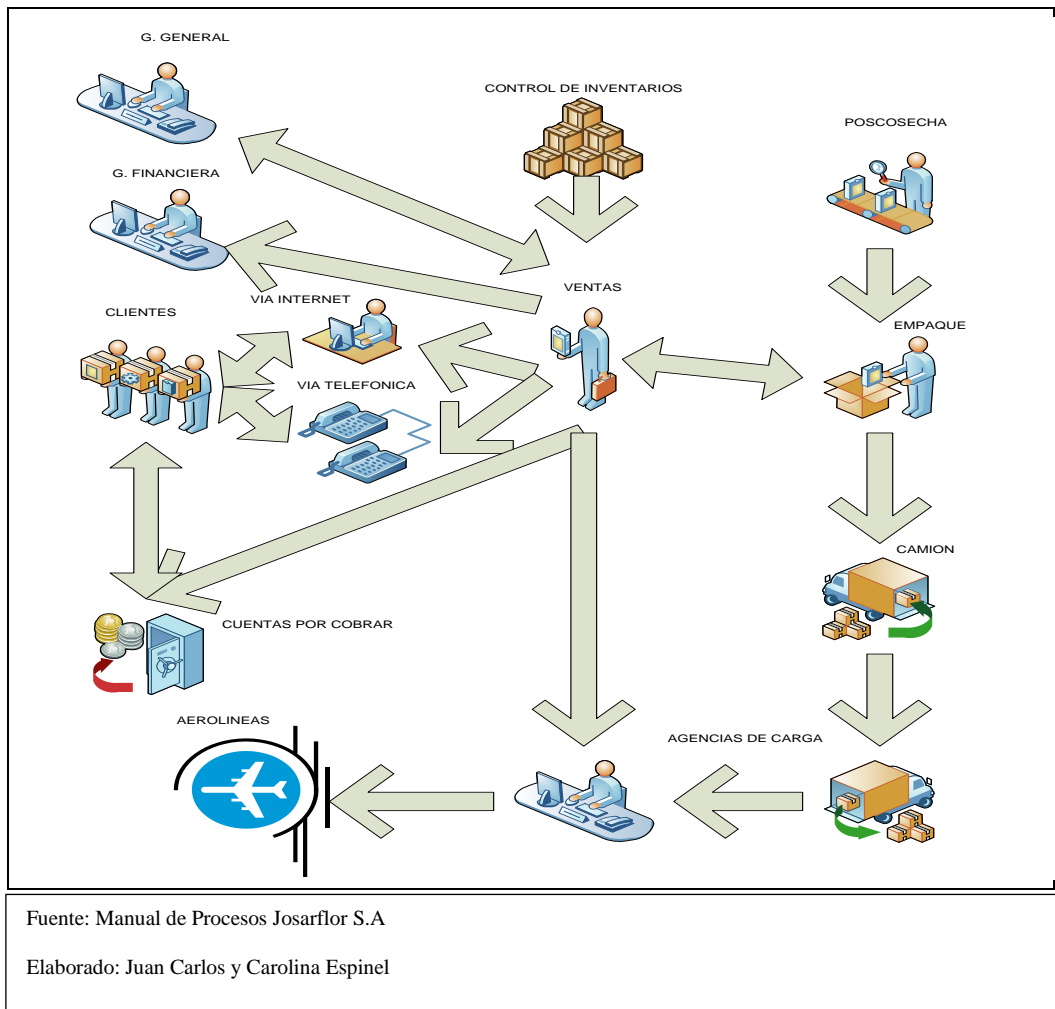 G. GENERAL
CONTROL DE INVENTARIOS
POSCOSECHA
G. FINANCIERA
VIA INTERNET
VENTAS
CLIENTES
EMPAQUE
VIA TELEFONICA
CAMION
CUENTAS POR COBRAR
AEROLINEAS
AGENCIAS DE CARGA
Fuente: Manual de Procesos Josarflor S.A
Elaborado: Juan Carlos y Carolina Espinel